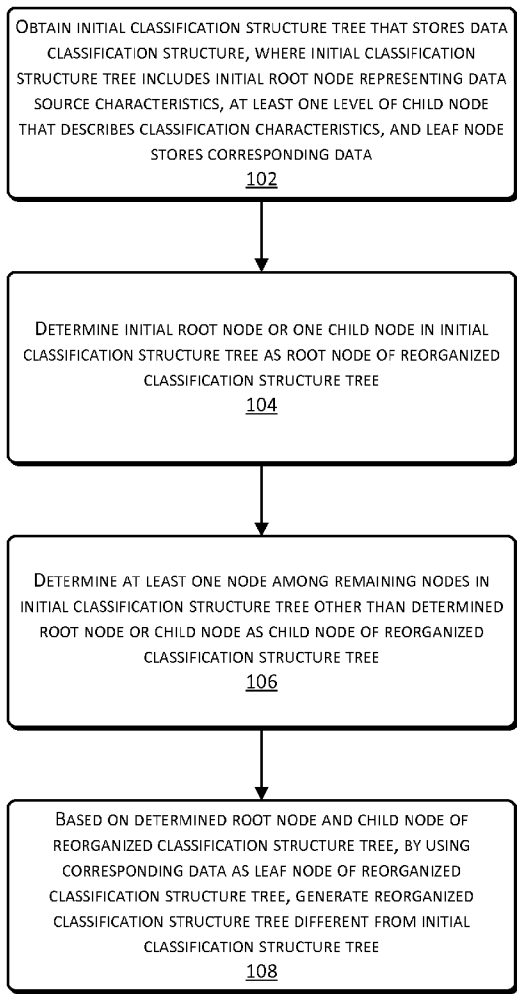 OBTAIN INITIAL CLASSIFICATION STRUCTURE TREE THAT STORES DATA
CLASSIFICATION STRUCTURE, WHERE INITIAL CLASSIFICATION
STRUCTURE TREE INCLUDES INITIAL ROOT NODE REPRESENTING DATA
SOURCE CHARACTERISTICS, AT LEAST ONE LEVEL OF CHILD NODE
THAT DESCRIBES CLASSIFICATION CHARACTERISTICS, AND LEAF NODE
STORES CORRESPONDING DATA
102
DETERMINE INITIAL ROOT NODE OR ONE CHILD NODE IN INITIAL
CLASSIFICATION STRUCTURE TREE AS ROOT NODE OF REORGANIZED
CLASSIFICATION STRUCTURE TREE
104
DETERMINE AT LEAST ONE NODE AMONG REMAINING NODES IN
INITIAL CLASSIFICATION STRUCTURE TREE OTHER THAN DETERMINED
ROOT NODE OR CHILD NODE AS CHILD NODE OF REORGANIZED
CLASSIFICATION STRUCTURE TREE
106
BASED ON DETERMINED ROOT NODE AND CHILD NODE OF
REORGANIZED CLASSIFICATION STRUCTURE TREE, BY USING
CORRESPONDING DATA AS LEAF NODE OF REORGANIZED
CLASSIFICATION STRUCTURE TREE, GENERATE REORGANIZED
CLASSIFICATION STRUCTURE TREE DIFFERENT FROM INITIAL
CLASSIFICATION STRUCTURE TREE
108